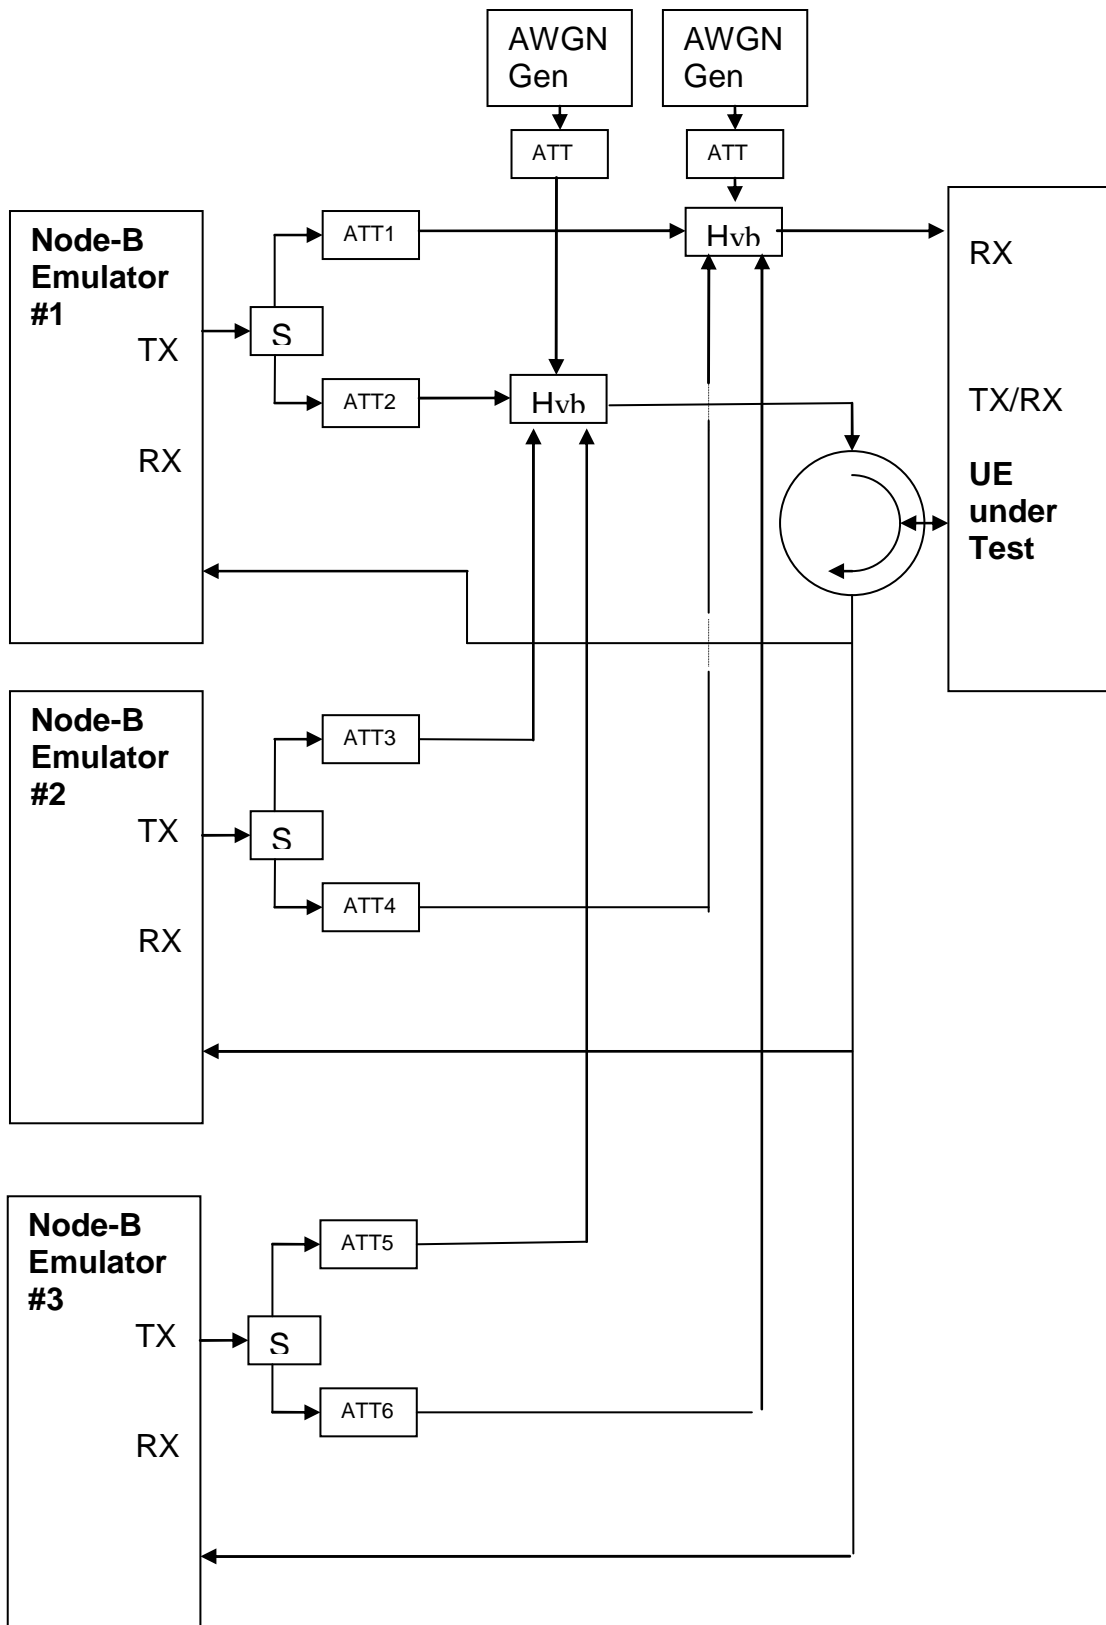 AWGN
Gen
AWGN
Gen
ATT
ATT
Node-B
Emulator
#1
TX
RX
ATT1
S
ATT2
Hyb
Hyb
RX
TX/RX
UE
under
Test
Node-B
Emulator
#2
TX
RX
ATT3
S
ATT4
Node-B
Emulator
#3
TX
RX
ATT5
S
ATT6